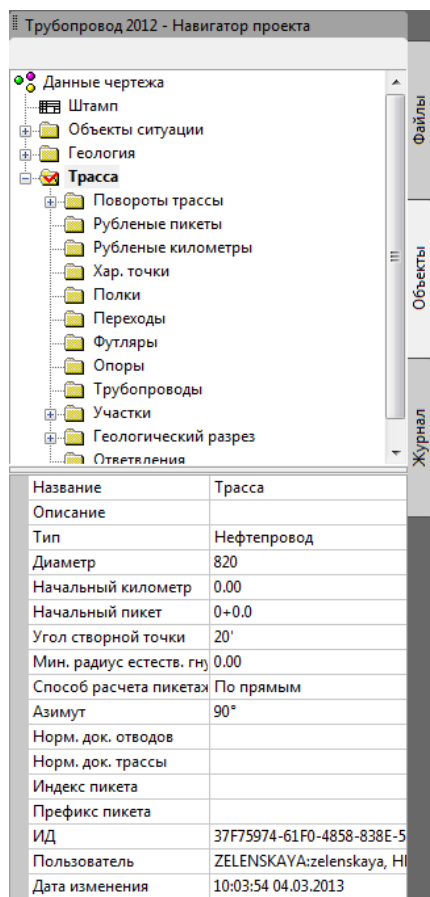 Трубопровод 2012 - Навигатор проекта
Данные чертежа
Штамп
Объекты ситуации
Геология
Трасса
Повороты трассы
Рубленые пикеты
Рубленые километры
Хар. точки
Полки
Переходы
Футляры
Опоры
Трубопроводы
Участки
Геологический разрез
Ответвления
Файлы
Объекты
Журнал
Название Трасса
Описание
Тип Нефтепровод
Диаметр 820
Начальный километр 0.00
Начальный пикет 0+0.0
Угол створной точки 20'
Мин. радиус естеств. гну 0.00
Способ расчета пикетаж По прямым
Азимут 90°
Норм. док. отводов
Норм. док. трассы
Индекс пикета
Префикс пикета
ИД 37F75974-61F0-4858-838E-5
Пользователь ZELENSKAYA:zelenskaya,
Дата изменения 10:03:54 04.03.2013